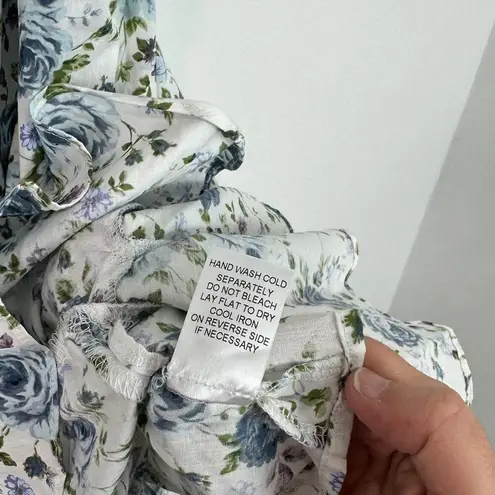 HAND WASH COLD
SEPARATELY
DO NOT BLEACH
LAY FLAT TO DRY
COOL IRON
ON REVERSE SIDE
IF NECESSARY